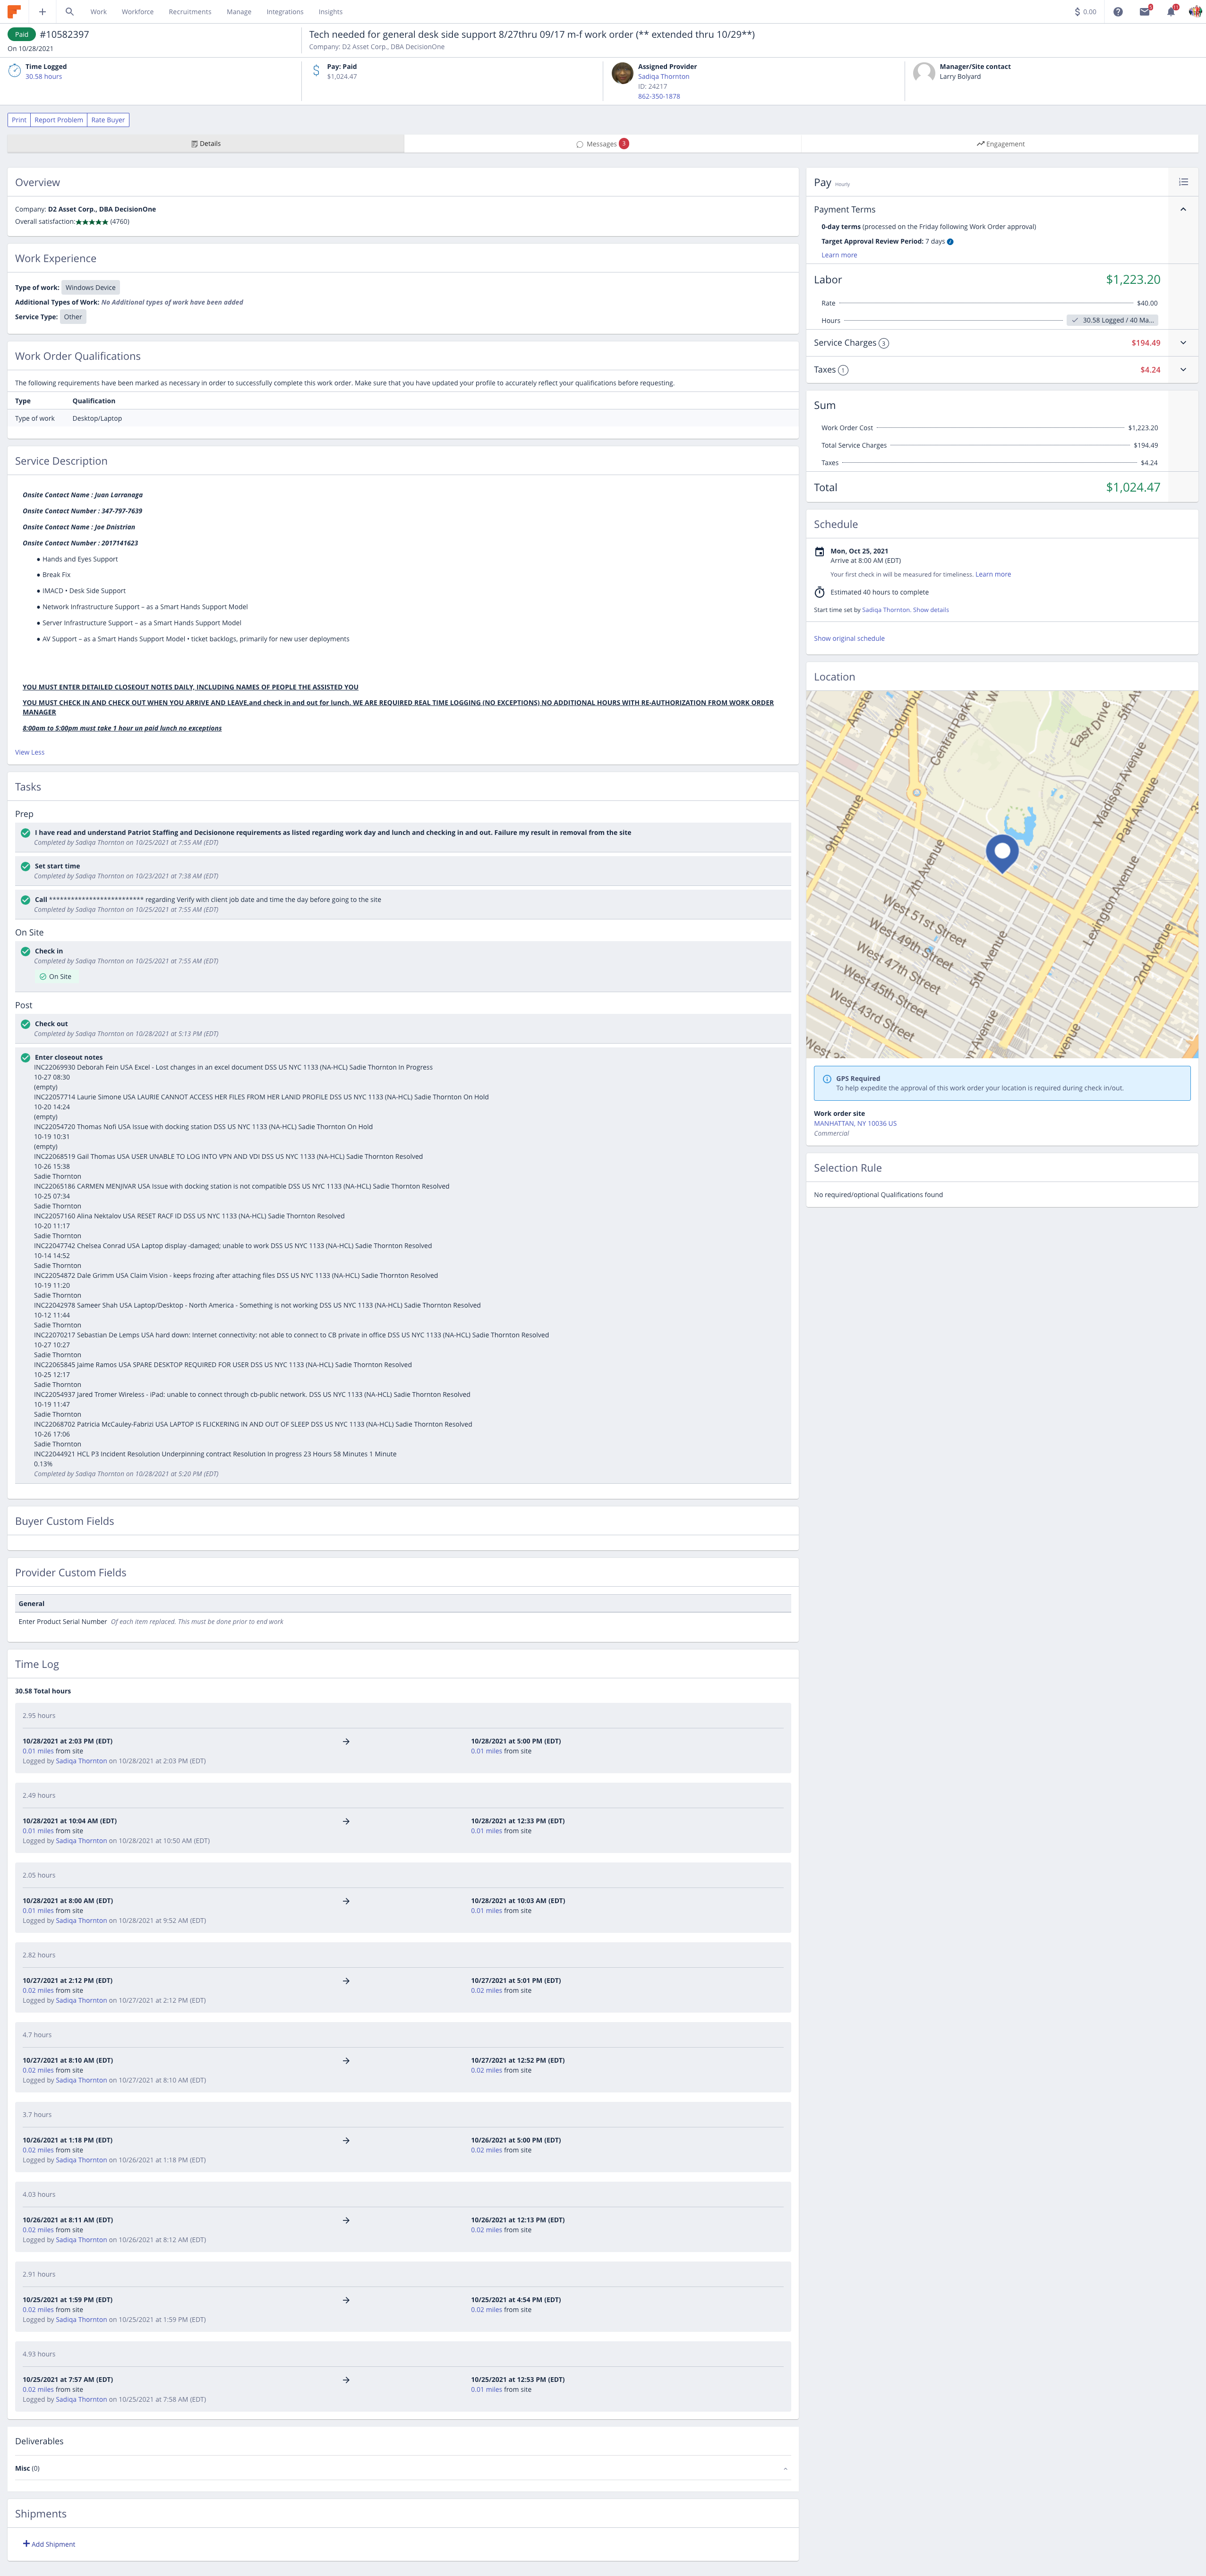 Work Workforce Recruitments Manage Integrations Insights
$ 0.00
Paid #10582397
On 10/28/2021
Tech needed for general desk side support 8/27thru 09/17 m-f work order (** extended thru 10/29**)
Company: D2 Asset Corp., DBA DecisionOne
Time Logged
30.58 hours
Pay: Paid
$1,024.47
Assigned Provider
Sadiqa Thornton
ID: 24217
862-350-1878
Manager/Site contact
Larry Bolyard
Print Report Problem Rate Buyer
Details
Messages 3
Engagement
Overview
Company: D2 Asset Corp., DBA DecisionOne
Overall satisfaction:★★★★★ (4760)
Work Experience
Type of work: Windows Device
Additional Types of Work: No Additional types of work have been added
Service Type: Other
Work Order Qualifications
The following requirements have been marked as necessary in order to successfully complete this work order. Make sure that you have updated your profile to accurately reflect your qualifications before requesting.
Type Qualification
Type of work Desktop/Laptop
Service Description
Onsite Contact Name : Juan Larranaga
Onsite Contact Number : 347-797-7639
Onsite Contact Name : Joe Dnistrian
Onsite Contact Number : 2017141623
● Hands and Eyes Support
● Break Fix
● IMACD • Desk Side Support
● Network Infrastructure Support – as a Smart Hands Support Model
● Server Infrastructure Support – as a Smart Hands Support Model
● AV Support – as a Smart Hands Support Model • ticket backlogs, primarily for new user deployments
YOU MUST ENTER DETAILED CLOSEOUT NOTES DAILY, INCLUDING NAMES OF PEOPLE THE ASSISTED YOU
YOU MUST CHECK IN AND CHECK OUT WHEN YOU ARRIVE AND LEAVE,and check in and out for lunch. WE ARE REQUIRED REAL TIME LOGGING (NO EXCEPTIONS) NO ADDITIONAL HOURS WITH RE-AUTHORIZATION FROM WORK ORDER
MANAGER
8:00am to 5:00pm must take 1 hour un paid lunch no exceptions
View Less
Tasks
Prep
I have read and understand Patriot Staffing and Decisionone requirements as listed regarding work day and lunch and checking in and out. Failure my result in removal from the site
Completed by Sadiqa Thornton on 10/25/2021 at 7:55 AM (EDT)
Set start time
Completed by Sadiqa Thornton on 10/23/2021 at 7:38 AM (EDT)
Call ************************** regarding Verify with client job date and time the day before going to the site
Completed by Sadiqa Thornton on 10/25/2021 at 7:55 AM (EDT)
On Site
Check in
Completed by Sadiqa Thornton on 10/25/2021 at 7:55 AM (EDT)
On Site
Post
Check out
Completed by Sadiqa Thornton on 10/28/2021 at 5:13 PM (EDT)
Enter closeout notes
INC22069930 Deborah Fein USA Excel - Lost changes in an excel document DSS US NYC 1133 (NA-HCL) Sadie Thornton In Progress
10-27 08:30
(empty)
INC22057714 Laurie Simone USA LAURIE CANNOT ACCESS HER FILES FROM HER LANID PROFILE DSS US NYC 1133 (NA-HCL) Sadie Thornton On Hold
10-20 14:24
(empty)
INC22054720 Thomas Nofi USA Issue with docking station DSS US NYC 1133 (NA-HCL) Sadie Thornton On Hold
10-19 10:31
(empty)
INC22068519 Gail Thomas USA USER UNABLE TO LOG INTO VPN AND VDI DSS US NYC 1133 (NA-HCL) Sadie Thornton Resolved
10-26 15:38
Sadie Thornton
INC22065186 CARMEN MENJIVAR USA Issue with docking station is not compatible DSS US NYC 1133 (NA-HCL) Sadie Thornton Resolved
10-25 07:34
Sadie Thornton
INC22057160 Alina Nektalov USA RESET RACF ID DSS US NYC 1133 (NA-HCL) Sadie Thornton Resolved
10-20 11:17
Sadie Thornton
INC22047742 Chelsea Conrad USA Laptop display -damaged; unable to work DSS US NYC 1133 (NA-HCL) Sadie Thornton Resolved
10-14 14:52
Sadie Thornton
INC22054872 Dale Grimm USA Claim Vision - keeps frozing after attaching files DSS US NYC 1133 (NA-HCL) Sadie Thornton Resolved
10-19 11:20
Sadie Thornton
INC22042978 Sameer Shah USA Laptop/Desktop - North America - Something is not working DSS US NYC 1133 (NA-HCL) Sadie Thornton Resolved
10-12 11:44
Sadie Thornton
INC22070217 Sebastian De Lemps USA hard down: Internet connectivity: not able to connect to CB private in office DSS US NYC 1133 (NA-HCL) Sadie Thornton Resolved
10-27 10:27
Sadie Thornton
INC22065845 Jaime Ramos USA SPARE DESKTOP REQUIRED FOR USER DSS US NYC 1133 (NA-HCL) Sadie Thornton Resolved
10-25 12:17
Sadie Thornton
INC22054937 Jared Tromer Wireless - iPad: unable to connect through cb-public network. DSS US NYC 1133 (NA-HCL) Sadie Thornton Resolved
10-19 11:47
Sadie Thornton
INC22068702 Patricia McCauley-Fabrizi USA LAPTOP IS FLICKERING IN AND OUT OF SLEEP DSS US NYC 1133 (NA-HCL) Sadie Thornton Resolved
10-26 17:06
Sadie Thornton
INC22044921 HCL P3 Incident Resolution Underpinning contract Resolution In progress 23 Hours 58 Minutes 1 Minute
0.13%
Completed by Sadiqa Thornton on 10/28/2021 at 5:20 PM (EDT)
Buyer Custom Fields
Provider Custom Fields
General
Enter Product Serial Number Of each item replaced. This must be done prior to end work
Time Log
30.58 Total hours
2.95 hours
10/28/2021 at 2:03 PM (EDT) → 10/28/2021 at 5:00 PM (EDT)
0.01 miles from site 0.01 miles from site
Logged by Sadiqa Thornton on 10/28/2021 at 2:03 PM (EDT)
2.49 hours
10/28/2021 at 10:04 AM (EDT) → 10/28/2021 at 12:33 PM (EDT)
0.01 miles from site 0.01 miles from site
Logged by Sadiqa Thornton on 10/28/2021 at 10:50 AM (EDT)
2.05 hours
10/28/2021 at 8:00 AM (EDT) → 10/28/2021 at 10:03 AM (EDT)
0.01 miles from site 0.01 miles from site
Logged by Sadiqa Thornton on 10/28/2021 at 9:52 AM (EDT)
2.82 hours
10/27/2021 at 2:12 PM (EDT) → 10/27/2021 at 5:01 PM (EDT)
0.02 miles from site 0.02 miles from site
Logged by Sadiqa Thornton on 10/27/2021 at 2:12 PM (EDT)
4.7 hours
10/27/2021 at 8:10 AM (EDT) → 10/27/2021 at 12:52 PM (EDT)
0.02 miles from site 0.02 miles from site
Logged by Sadiqa Thornton on 10/27/2021 at 8:10 AM (EDT)
3.7 hours
10/26/2021 at 1:18 PM (EDT) → 10/26/2021 at 5:00 PM (EDT)
0.02 miles from site 0.02 miles from site
Logged by Sadiqa Thornton on 10/26/2021 at 1:18 PM (EDT)
4.03 hours
10/26/2021 at 8:11 AM (EDT) → 10/26/2021 at 12:13 PM (EDT)
0.02 miles from site 0.02 miles from site
Logged by Sadiqa Thornton on 10/26/2021 at 8:12 AM (EDT)
2.91 hours
10/25/2021 at 1:59 PM (EDT) → 10/25/2021 at 4:54 PM (EDT)
0.02 miles from site 0.02 miles from site
Logged by Sadiqa Thornton on 10/25/2021 at 1:59 PM (EDT)
4.93 hours
10/25/2021 at 7:57 AM (EDT) → 10/25/2021 at 12:53 PM (EDT)
0.02 miles from site 0.01 miles from site
Logged by Sadiqa Thornton on 10/25/2021 at 7:58 AM (EDT)
Deliverables
Misc (0)
Shipments
+ Add Shipment
Pay Hourly
Payment Terms
0-day terms (processed on the Friday following Work Order approval)
Target Approval Review Period: 7 days
Learn more
Labor $1,223.20
Rate $40.00
Hours 30.58 Logged / 40 Ma...
Service Charges 3 $194.49
Taxes 1 $4.24
Sum
Work Order Cost $1,223.20
Total Service Charges $194.49
Taxes $4.24
Total $1,024.47
Schedule
Mon, Oct 25, 2021
Arrive at 8:00 AM (EDT)
Your first check in will be measured for timeliness. Learn more
Estimated 40 hours to complete
Start time set by Sadiqa Thornton. Show details
Show original schedule
Location
Central Park
East Drive
5th
Madison Avenue
Park Avenue
9th Avenue
7th Avenue
West 51st Street
West 49th Street
West 47th Street
West 45th Street
West 43rd Street
5th Avenue
Lexington Avenue
2nd Avenue
GPS Required
To help expedite the approval of this work order your location is required during check in/out.
Work order site
MANHATTAN, NY 10036 US
Commercial
Selection Rule
No required/optional Qualifications found